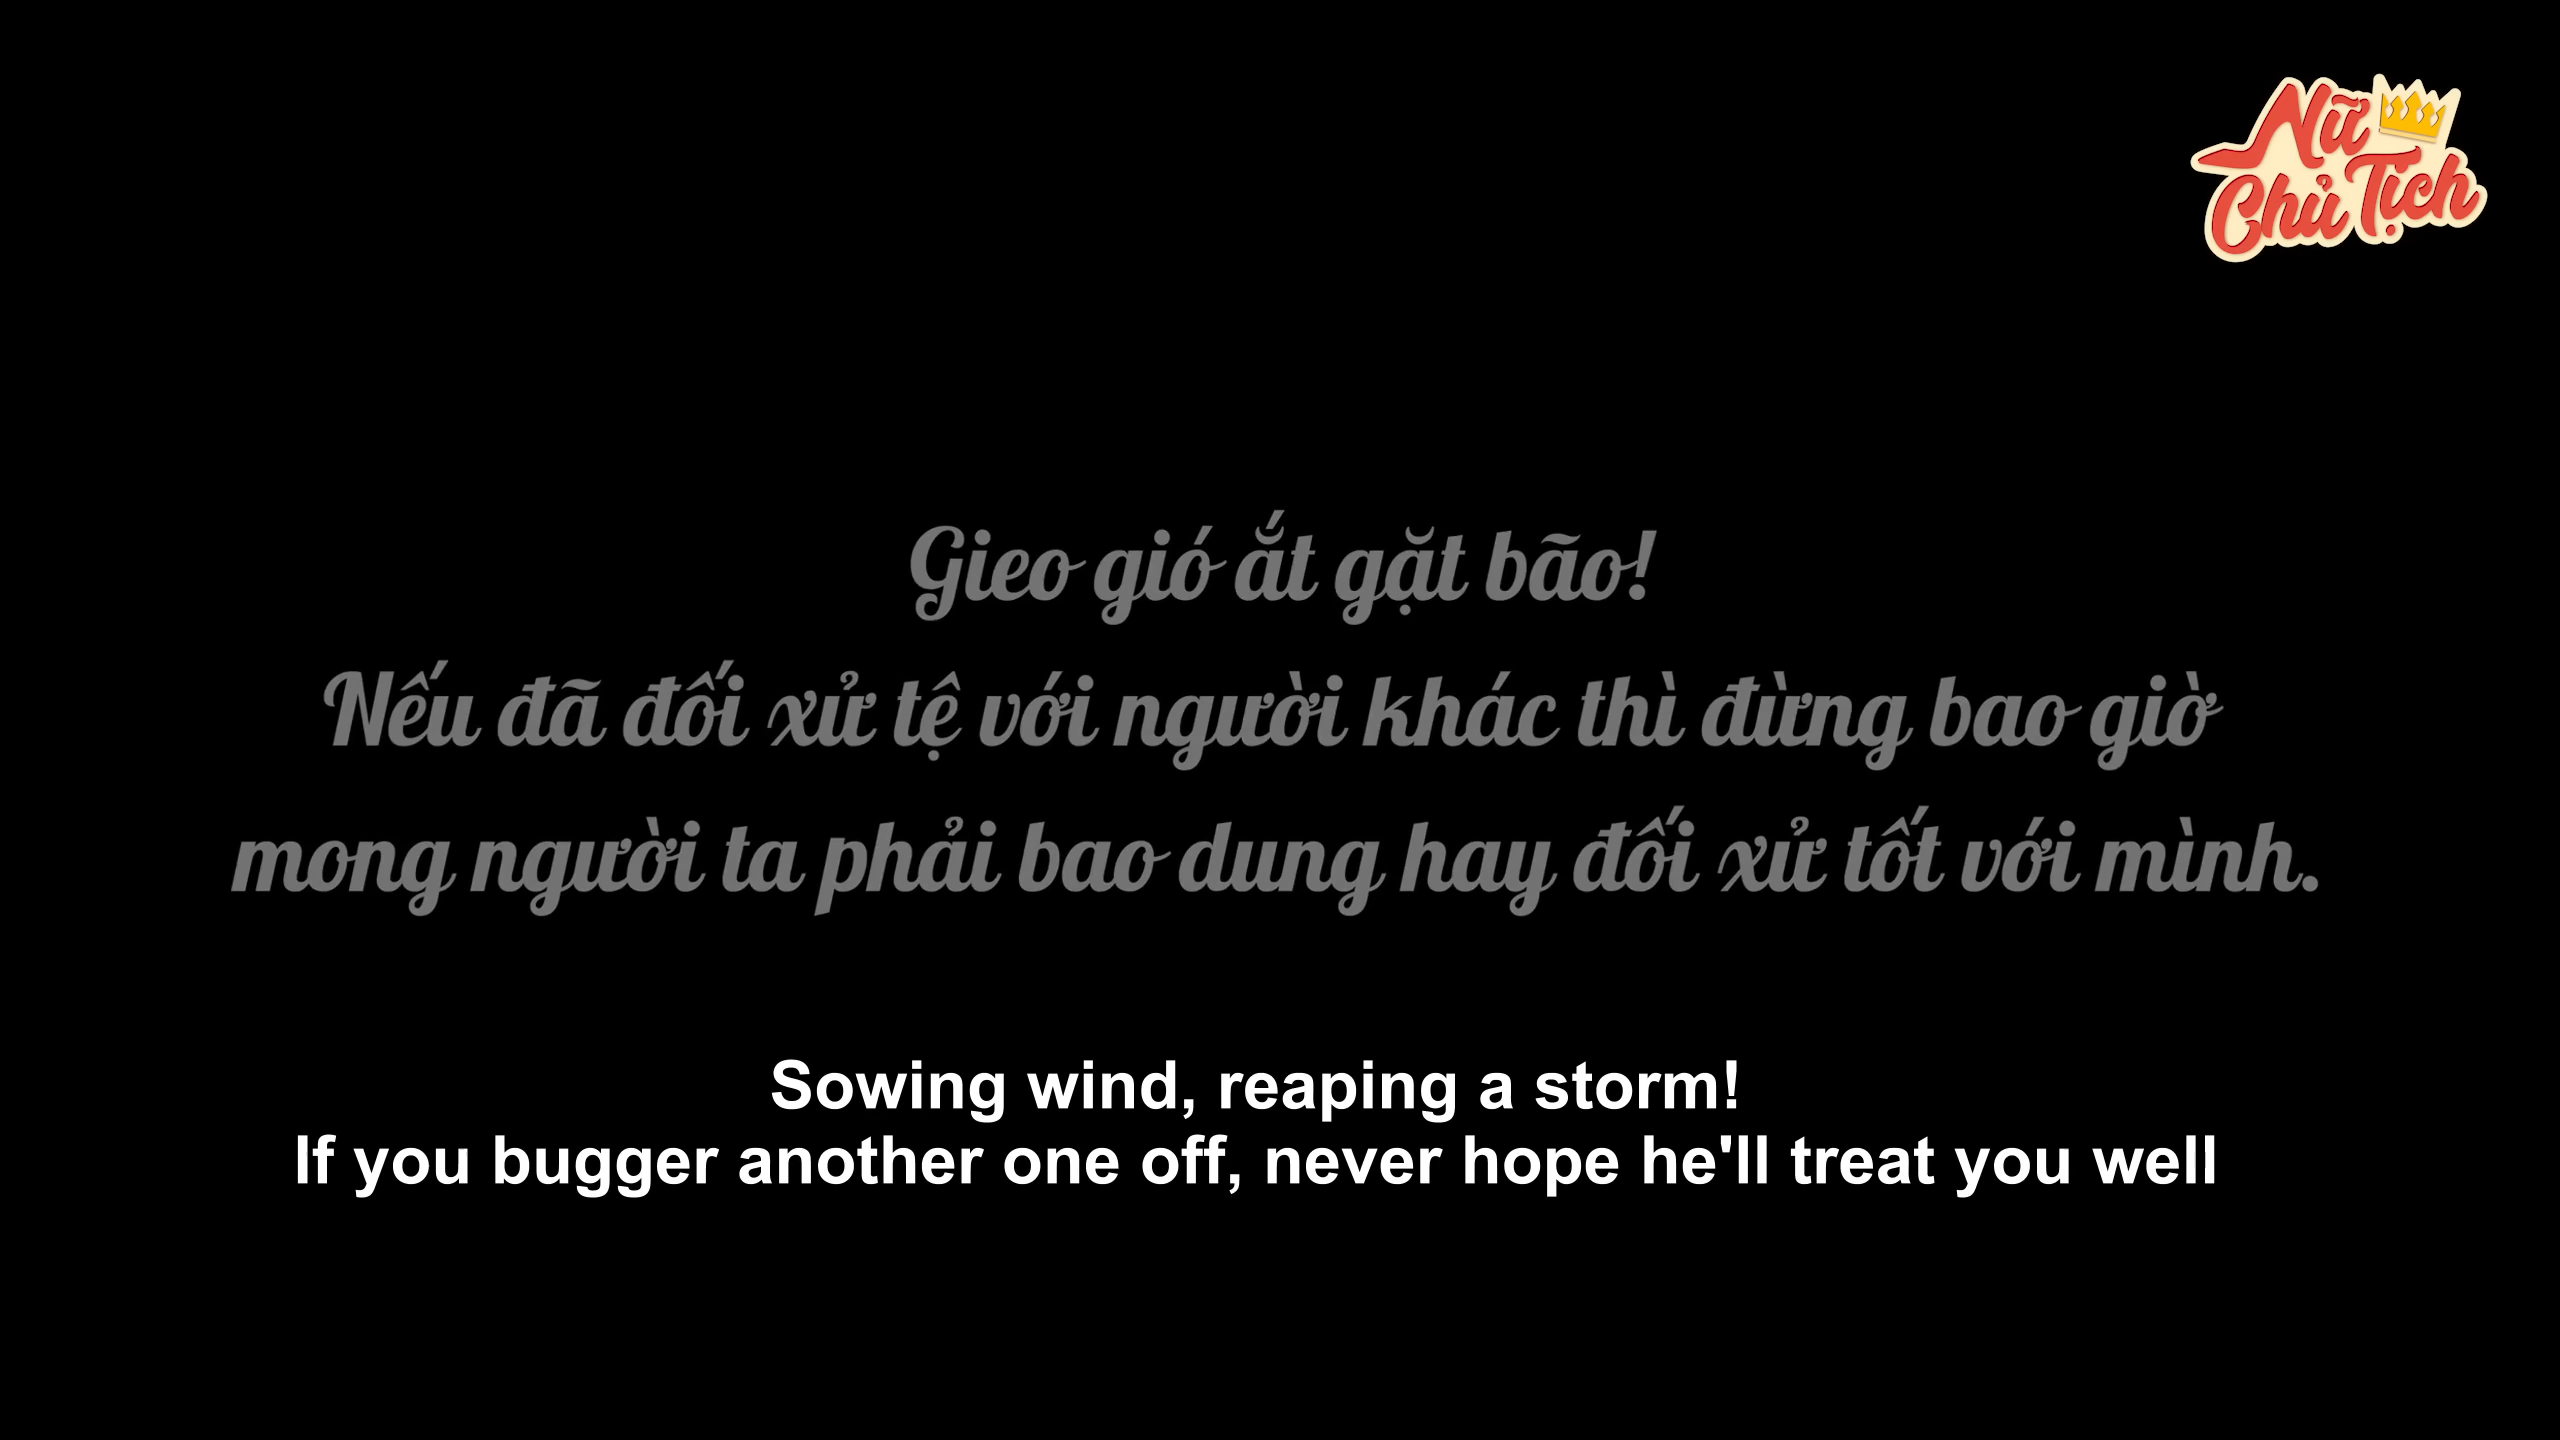 Nữ
Chủ Tịch
Gieo gió ắt gặt bão!
Nếu đã đối xử tệ với người khác thì đừng bao giờ
mong người ta phải bao dung hay đối xử tốt với mình.
Sowing wind, reaping a storm!
If you bugger another one off, never hope he'll treat you well